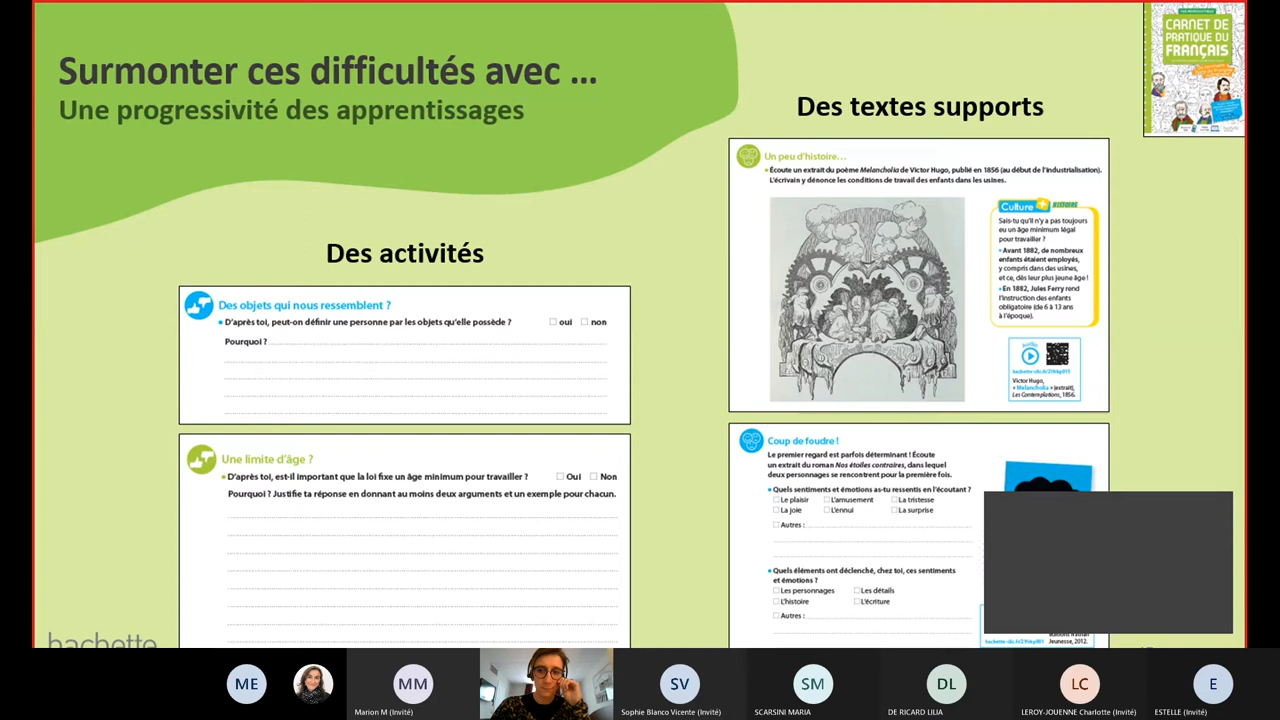 Surmonter ces difficultés avec ...
Une progressivité des apprentissages
CARNET DE
PRATIQUE DU
FRANÇAIS
Des activités
Des objets qui nous ressemblent ?
• D'après toi, peut-on définir une personne par les objets qu'elle possède ? □ oui □ non
Pourquoi ?
Une limite d'âge ?
• D'après toi, est-il important que la loi fixe un âge minimum pour travailler ? □ Oui □ Non
Pourquoi ? Justifie ta réponse en donnant au moins deux arguments et un exemple pour chacun.
hachette
Des textes supports
Un peu d'histoire...
• Écoute un extrait du poème Melancholia de Victor Hugo, publié en 1856 (au début de l'industrialisation).
L'écrivain y dénonce les conditions de travail des enfants dans les usines.
Culture + HISTOIRE
Sais-tu qu'il n'y a pas toujours
eu un âge minimum légal
pour travailler ?
• Avant 1882, de nombreux
enfants étaient employés,
y compris dans des usines,
et ce, dès leur plus jeune âge !
• En 1882, Jules Ferry rend
l'instruction des enfants
obligatoire (de 6 à 13 ans
à l'époque).
Audio
Victor Hugo,
« Melancholia » (extrait),
Les Contemplations, 1856.
Coup de foudre !
Le premier regard est parfois déterminant ! Écoute
un extrait du roman Nos étoiles contraires, dans lequel
deux personnages se rencontrent pour la première fois.
• Quels sentiments et émotions as-tu ressentis en l'écoutant ?
□ Le plaisir □ L'amusement □ La tristesse
□ La joie □ L'ennui □ La surprise
□ Autres :
• Quels éléments ont déclenché, chez toi, ces sentiments
et émotions ?
□ Les personnages □ Les détails
□ L'histoire □ L'écriture
□ Autres :
Jeunesse, 2012.
ME
MM
Marion M (Invité)
SV
Sophie Blanco Vicente (Invité)
SM
SCARSINI MARIA
DL
DE RICARD LILIA
LC
LEROY-JOUENNE Charlotte (Invité)
E
ESTELLE (Invité)